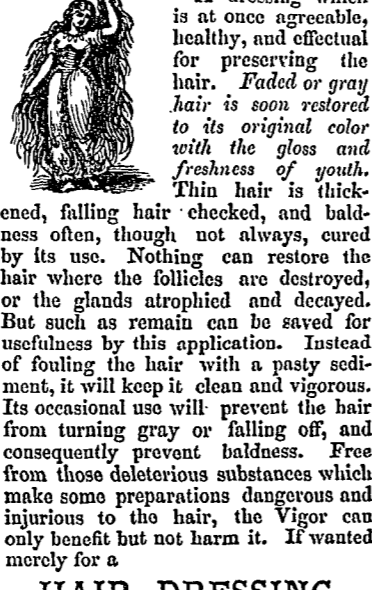 A dressing which
is at once agreeable,
healthy, and effectual
for preserving the
hair. Faded or gray
hair is soon restored
to its original color
with the gloss and
freshness of youth.
Thin hair is thick-
ened, falling hair checked, and bald-
ness often, though not always, cured
by its use. Nothing can restore the
hair where the follicles are destroyed,
or the glands atrophied and decayed.
But such as remain can be saved for
usefulness by this application. Instead
of fouling the hair with a pasty sedi-
ment, it will keep it clean and vigorous.
Its occasional use will prevent the hair
from turning gray or falling off, and
consequently prevent baldness. Free
from those deleterious substances which
make some preparations dangerous and
injurious to the hair, the Vigor can
only benefit but not harm it. If wanted
merely for a
HAIR DRESSING